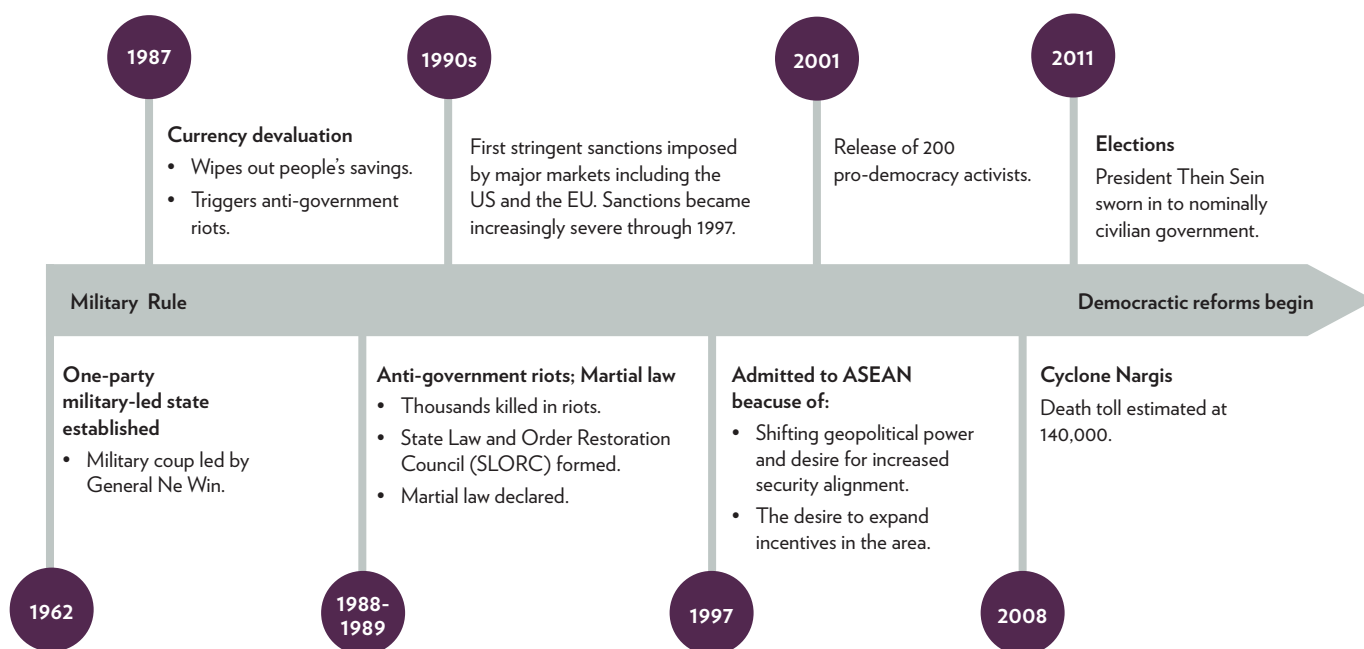 1987
Currency devaluation
• Wipes out people's savings.
• Triggers anti-government
riots.
1990s
First stringent sanctions imposed
by major markets including the
US and the EU. Sanctions became
increasingly severe through 1997.
2001
Release of 200
pro-democracy activists.
2011
Elections
President Thein Sein
sworn in to nominally
civilian government.
Military Rule
Democractic reforms begin
One-party
military-led state
established
• Military coup led by
General Ne Win.
1962
Anti-government riots; Martial law
• Thousands killed in riots.
• State Law and Order Restoration
Council (SLORC) formed.
• Martial law declared.
1988-
1989
Admitted to ASEAN
beacuse of:
• Shifting geopolitical power
and desire for increased
security alignment.
• The desire to expand
incentives in the area.
1997
Cyclone Nargis
Death toll estimated at
140,000.
2008